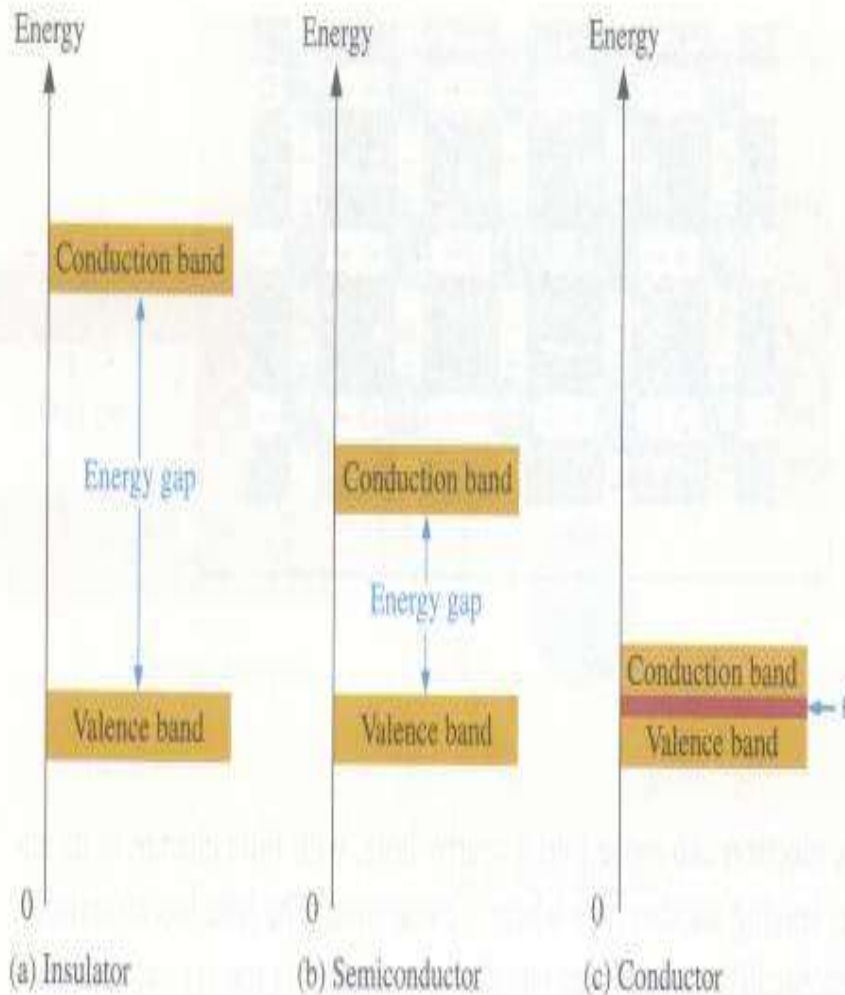 Energy
Energy
Energy
Conduction band
Energy gap
Valence band
0
(a) Insulator
Conduction band
Energy gap
Valence band
0
(b) Semiconductor
Conduction band
Valence band
0
(c) Conductor